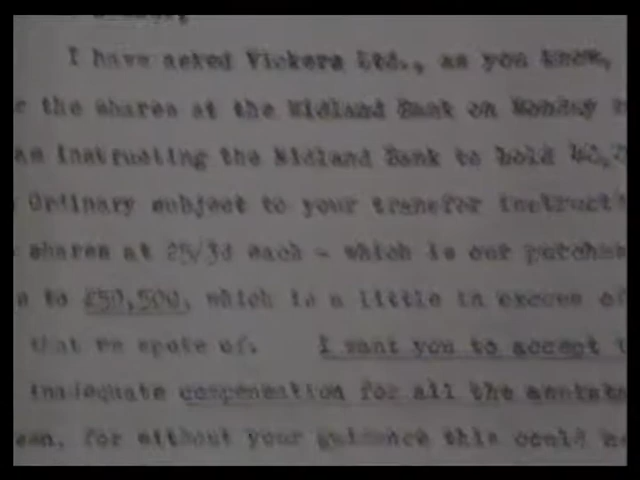 I have asked Vickers Ltd., as you know,
the shares at the Midland Bank on Monday
instructing the Midland Bank to hold 40,
Ordinary subject to your transfer instruct
shares at 25/3d each - which is our purchas
to £50,500, which is a little in excess of
that we spoke of. I want you to accept
inadequate compensation for all the
for without your guidance this could